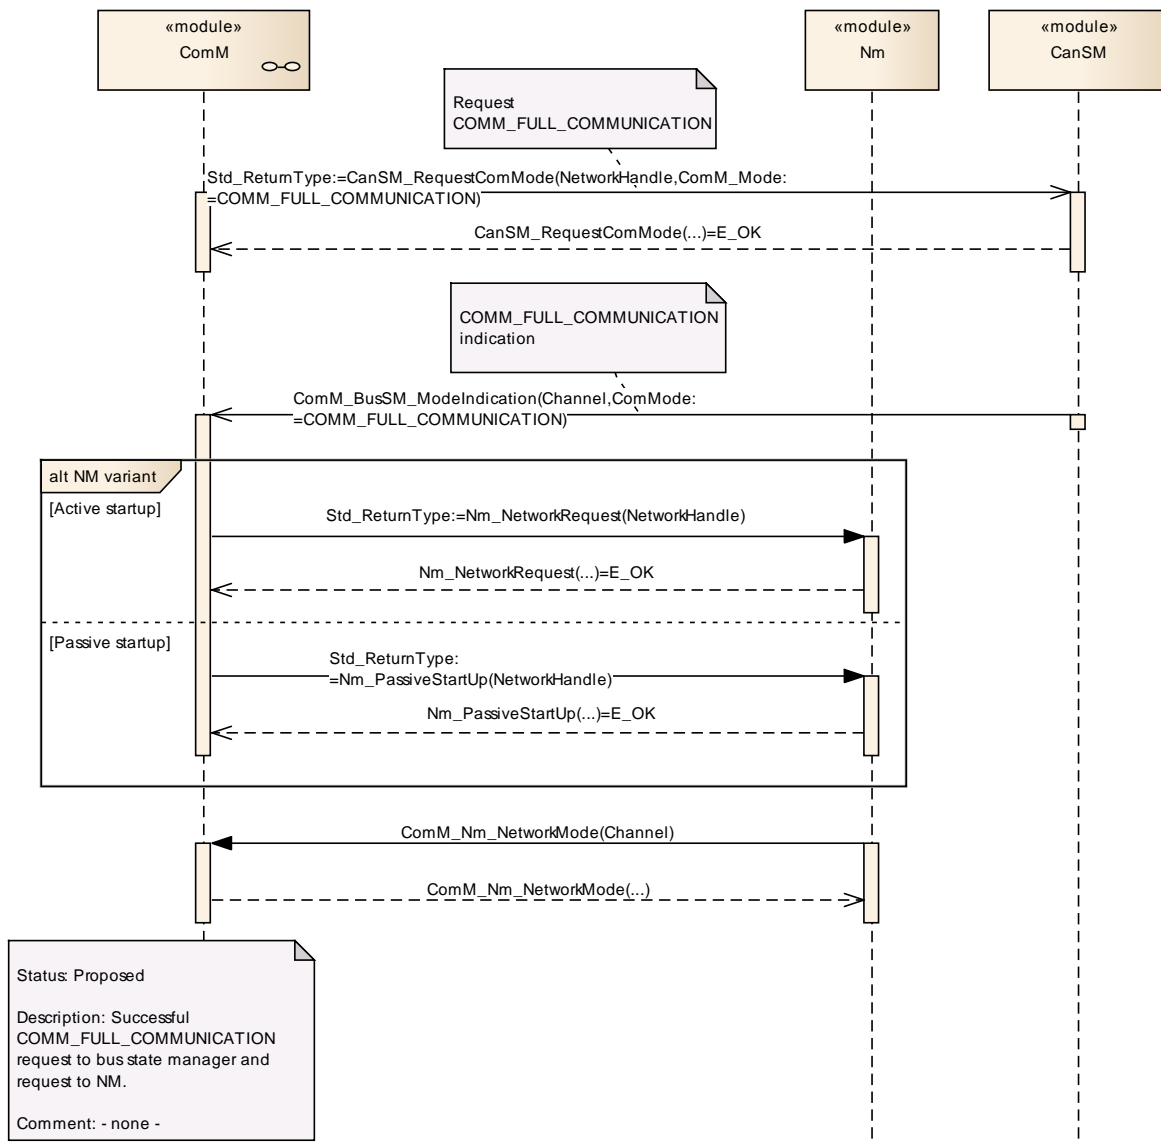 «module»
ComM
«module»
Nm
«module»
CanSM
Request
COMM_FULL_COMMUNICATION
Std_ReturnType:=CanSM_RequestComMode(NetworkHandle,ComM_Mode:
=COMM_FULL_COMMUNICATION)
CanSM_RequestComMode(...)=E_OK
COMM_FULL_COMMUNICATION
indication
ComM_BusSM_ModeIndication(Channel,ComMode:
=COMM_FULL_COMMUNICATION)
alt NM variant
[Active startup]
Std_ReturnType:=Nm_NetworkRequest(NetworkHandle)
Nm_NetworkRequest(...)=E_OK
[Passive startup]
Std_ReturnType:
=Nm_PassiveStartUp(NetworkHandle)
Nm_PassiveStartUp(...)=E_OK
ComM_Nm_NetworkMode(Channel)
ComM_Nm_NetworkMode(...)
Status: Proposed
Description: Successful
COMM_FULL_COMMUNICATION
request to bus state manager and
request to NM.
Comment: - none -